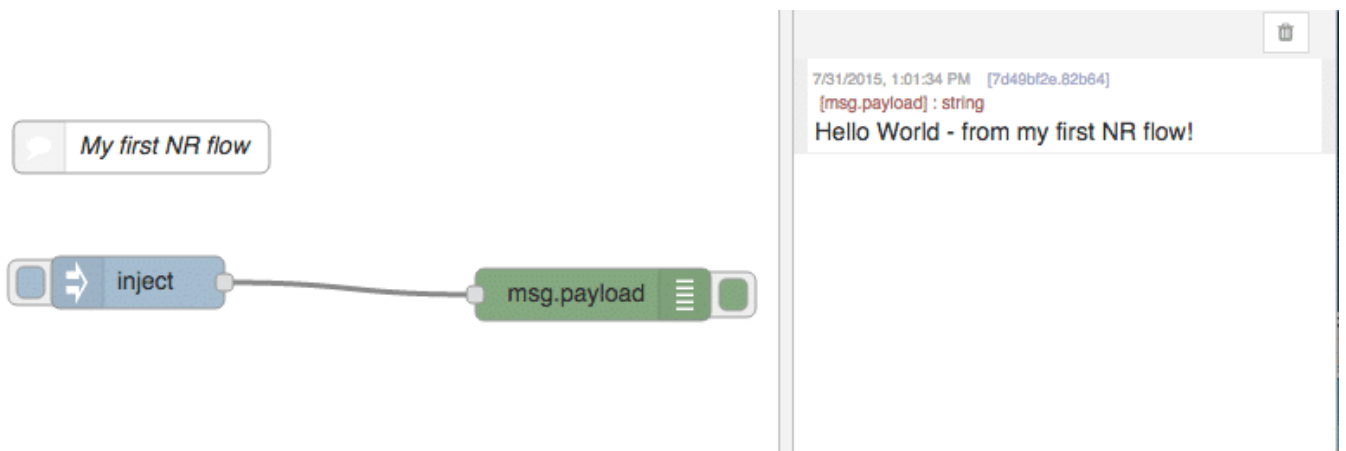 My first NR flow
inject
msg.payload
7/31/2015, 1:01:34 PM [7d49bf2e.82b64]
[msg.payload] : string
Hello World - from my first NR flow!